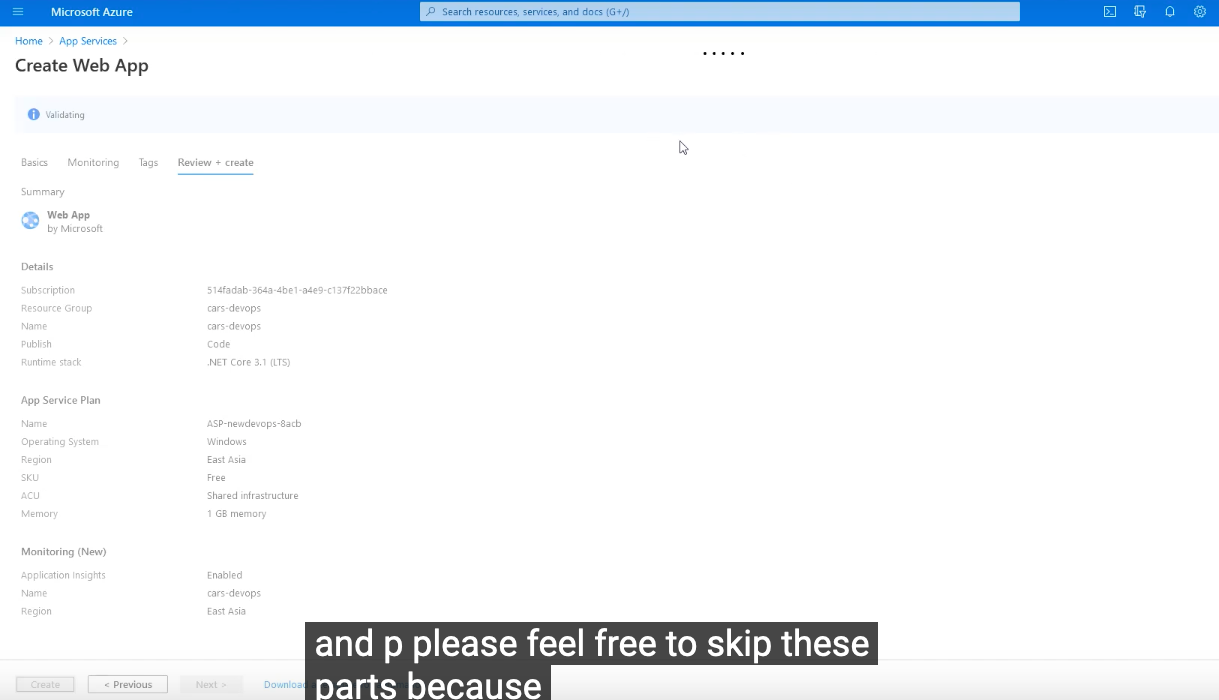 Microsoft Azure
Search resources, services, and docs (G+/)
Home > App Services >
Create Web App
Validating
Basics Monitoring Tags Review + create
Summary
Web App
by Microsoft
Details
Subscription 514fadab-364a-4be1-a4e9-c137f22bbace
Resource Group cars-devops
Name cars-devops
Publish Code
Runtime stack .NET Core 3.1 (LTS)
App Service Plan
Name ASP-newdevops-8acb
Operating System Windows
Region East Asia
SKU Free
ACU Shared infrastructure
Memory 1 GB memory
Monitoring (New)
Application Insights Enabled
Name cars-devops
Region East Asia
and p please feel free to skip these
parts because
Create < Previous Next > Download